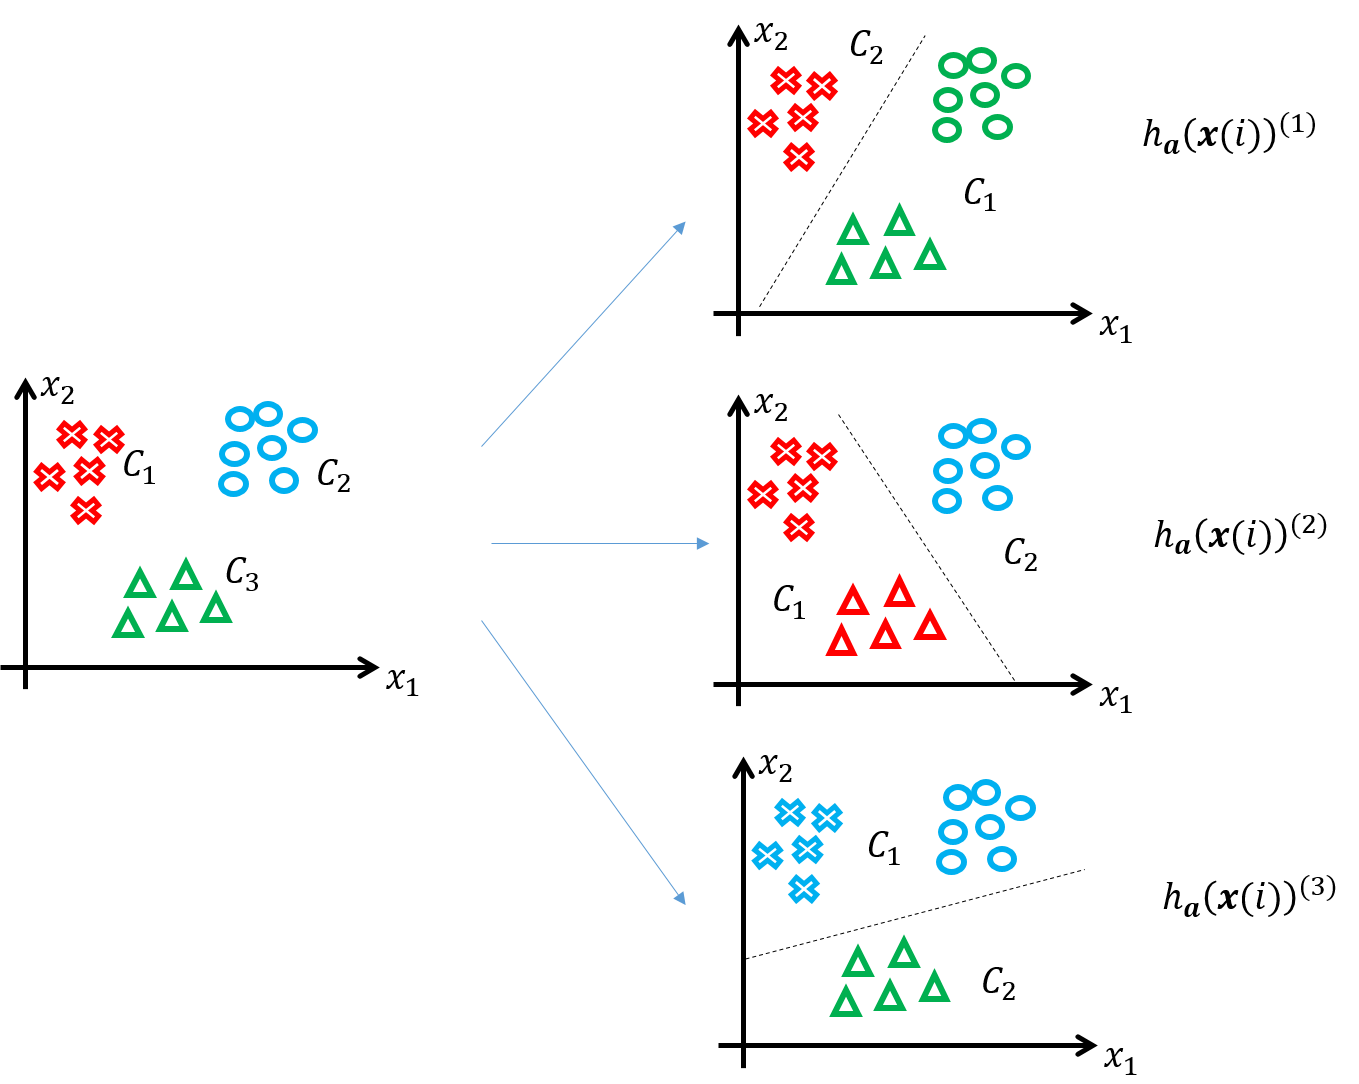 x₂
C₁
C₂
C₃
x₁
x₂
C₂
C₁
x₁
hₐ(x(i))⁽¹⁾
x₂
C₂
C₁
x₁
hₐ(x(i))⁽²⁾
x₂
C₁
C₂
x₁
hₐ(x(i))⁽³⁾